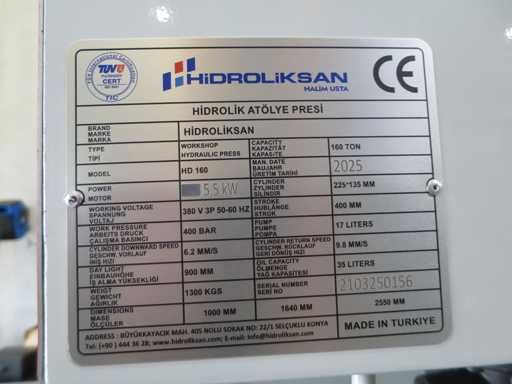 TÜV
CERT
TIC
HİDROLİKSAN
HALIM USTA
CE
HİDROLİK ATÖLYE PRESİ
BRAND
MARKE
MARKA
HİDROLİKSAN
CAPACITY
KAPAZITÄT
KAPASİTE
160 TON
TYPE
TİPİ
WORKSHOP
HYDRAULIC PRESS
MODEL
HD 160
MAN. DATE
BAUJAHR
ÜRETİM TARİHİ
2025
POWER
MOTOR
5,5 kW
CYLINDER
ZYLINDER
SİLİNDİR
225*135 MM
WORKING VOLTAGE
SPANNUNG
VOLTAJ
380 V 3P 50-60 HZ
STROKE
HUBLÄNGE
STROK
400 MM
WORK PRESSURE
ARBEITS DRUCK
ÇALIŞMA BASINCI
400 BAR
PUMP
PUMPE
POMPA
17 LITERS
CYLINDER DOWNWARD SPEED
GESCHW. VORLAUF
İNİŞ HIZI
6.2 MM/S
CYLINDER RETURN SPEED
GESCHW. RÜCKLAUF
GERİ DÖNÜŞ HIZI
9.8 MM/S
DAY LIGHT
EINBAUHÖHE
İŞ ALMA YÜKSEKLİĞİ
900 MM
OIL CAPACITY
ÖLMENGE
YAĞ KAPASİTESİ
35 LITERS
WEIGT
GEWICHT
AĞIRLIK
1300 KGS
SERIAL NUMBER
SERI NO
2103250156
DIMENSIONS
MASE
ÖLÇÜLER
1000 MM
1640 MM
2550 MM
ADDRESS : BÜYÜKKAYACIK MAH. 405 NOLU SOKAK NO: 22/1 SELÇUKLU KONYA
Tel: (+90 ) 444 36 28; www.hidroliksan.com; E-mail: info@hidroliksan.com
MADE IN TURKIYE